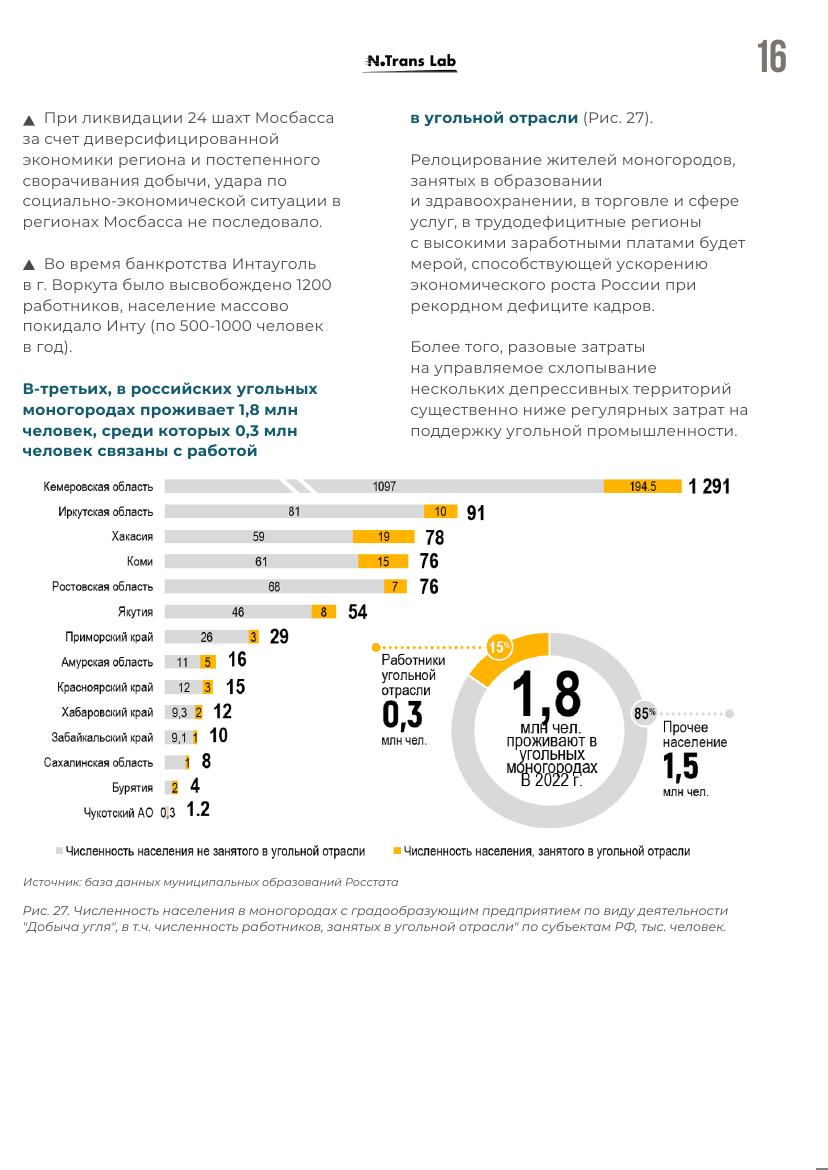 N.Trans Lab
16
▲ При ликвидации 24 шахт Мосбасса
за счет диверсифицированной
экономики региона и постепенного
сворачивания добычи, удара по
социально-экономической ситуации в
регионах Мосбасса не последовало.
▲ Во время банкротства Интауголь
в г. Воркута было высвобождено 1200
работников, население массово
покидало Инту (по 500-1000 человек
в год).
В-третьих, в российских угольных
моногородах проживает 1,8 млн
человек, среди которых 0,3 млн
человек связаны с работой
в угольной отрасли (Рис. 27).
Релоцирование жителей моногородов,
занятых в образовании
и здравоохранении, в торговле и сфере
услуг, в трудодефицитные регионы
с высокими заработными платами будет
мерой, способствующей ускорению
экономического роста России при
рекордном дефиците кадров.
Более того, разовые затраты
на управляемое схлопывание
нескольких депрессивных территорий
существенно ниже регулярных затрат на
поддержку угольной промышленности.
Кемеровская область 1097 194.5 1 291
Иркутская область 81 10 91
Хакасия 59 19 78
Коми 61 15 76
Ростовская область 68 7 76
Якутия 46 8 54
Приморский край 26 3 29
Амурская область 11 5 16
Красноярский край 12 3 15
Хабаровский край 9,3 2 12
Забайкальский край 9,1 1 10
Сахалинская область 1 8
Бурятия 2 4
Чукотский АО 0,3 1.2
15%
Работники
угольной
отрасли
0,3
млн чел.
1,8
млн чел.
проживают в
угольных
моногородах
В 2022 г.
85%
Прочее
население
1,5
млн чел.
Численность населения не занятого в угольной отрасли
Численность населения, занятого в угольной отрасли
Источник: база данных муниципальных образований Росстата
Рис. 27. Численность населения в моногородах с градообразующим предприятием по виду деятельности
"Добыча угля", в т.ч. численность работников, занятых в угольной отрасли" по субъектам РФ, тыс. человек.